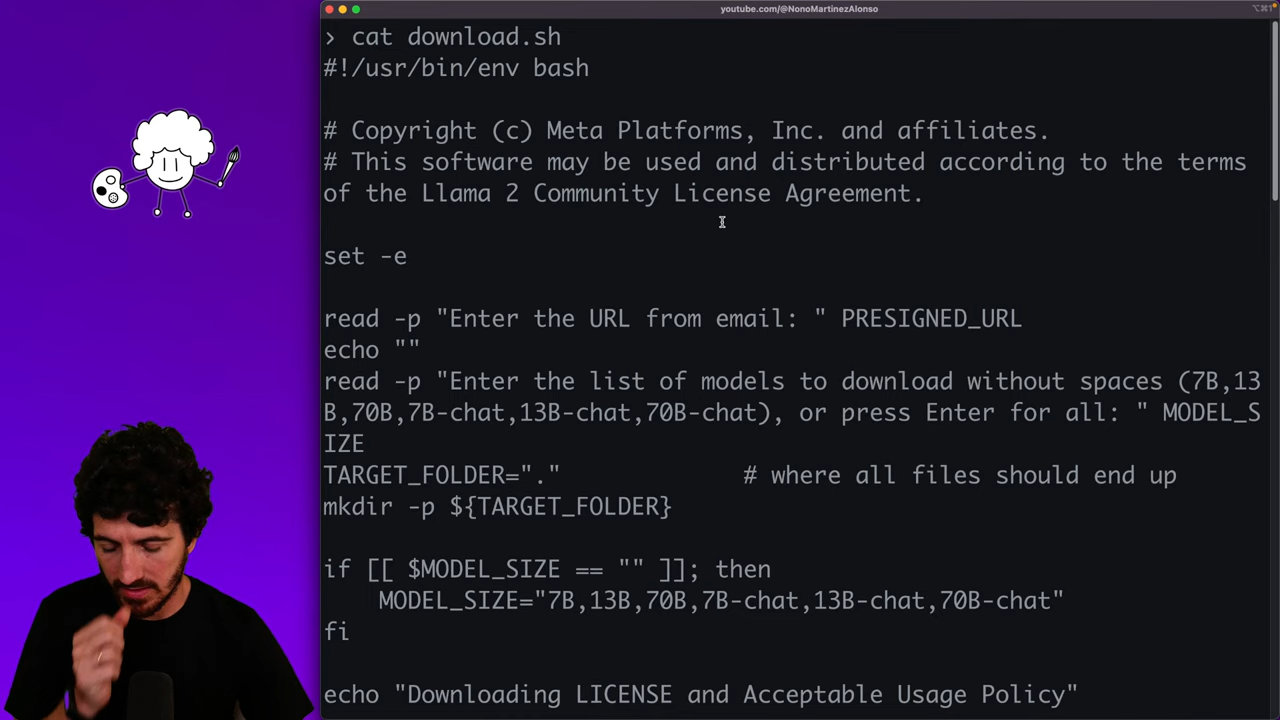 youtube.com/@NonoMartinezAlonso
⌥⌘1
> cat download.sh
#!/usr/bin/env bash
# Copyright (c) Meta Platforms, Inc. and affiliates.
# This software may be used and distributed according to the terms
of the Llama 2 Community License Agreement.
set -e
read -p "Enter the URL from email: " PRESIGNED_URL
echo ""
read -p "Enter the list of models to download without spaces (7B,13
B,70B,7B-chat,13B-chat,70B-chat), or press Enter for all: " MODEL_S
IZE
TARGET_FOLDER="."             # where all files should end up
mkdir -p ${TARGET_FOLDER}
if [[ $MODEL_SIZE == "" ]]; then
    MODEL_SIZE="7B,13B,70B,7B-chat,13B-chat,70B-chat"
fi
echo "Downloading LICENSE and Acceptable Usage Policy"